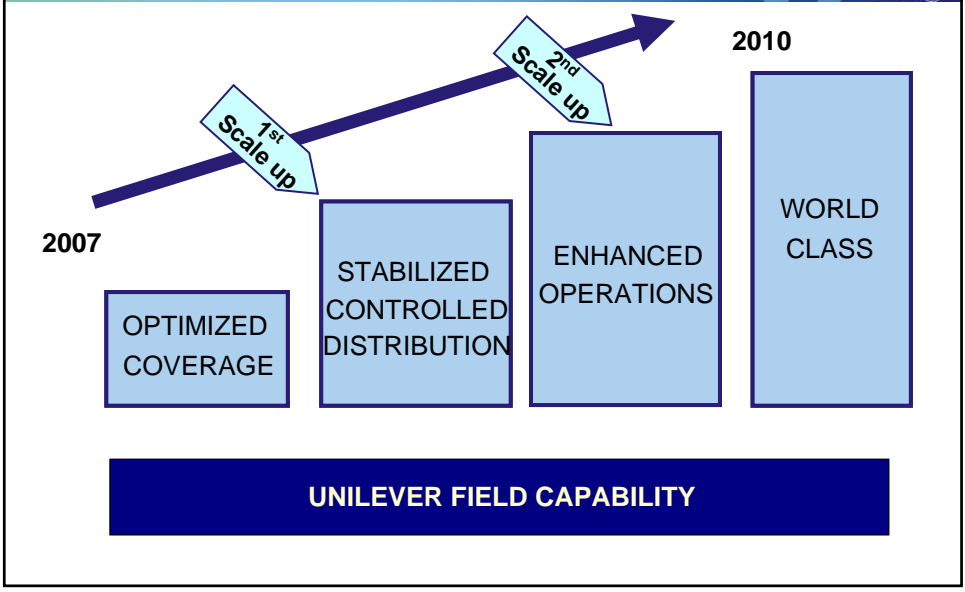 2010
2nd
Scale up
1st
Scale up
2007
OPTIMIZED
COVERAGE
STABILIZED
CONTROLLED
DISTRIBUTION
ENHANCED
OPERATIONS
WORLD
CLASS
UNILEVER FIELD CAPABILITY